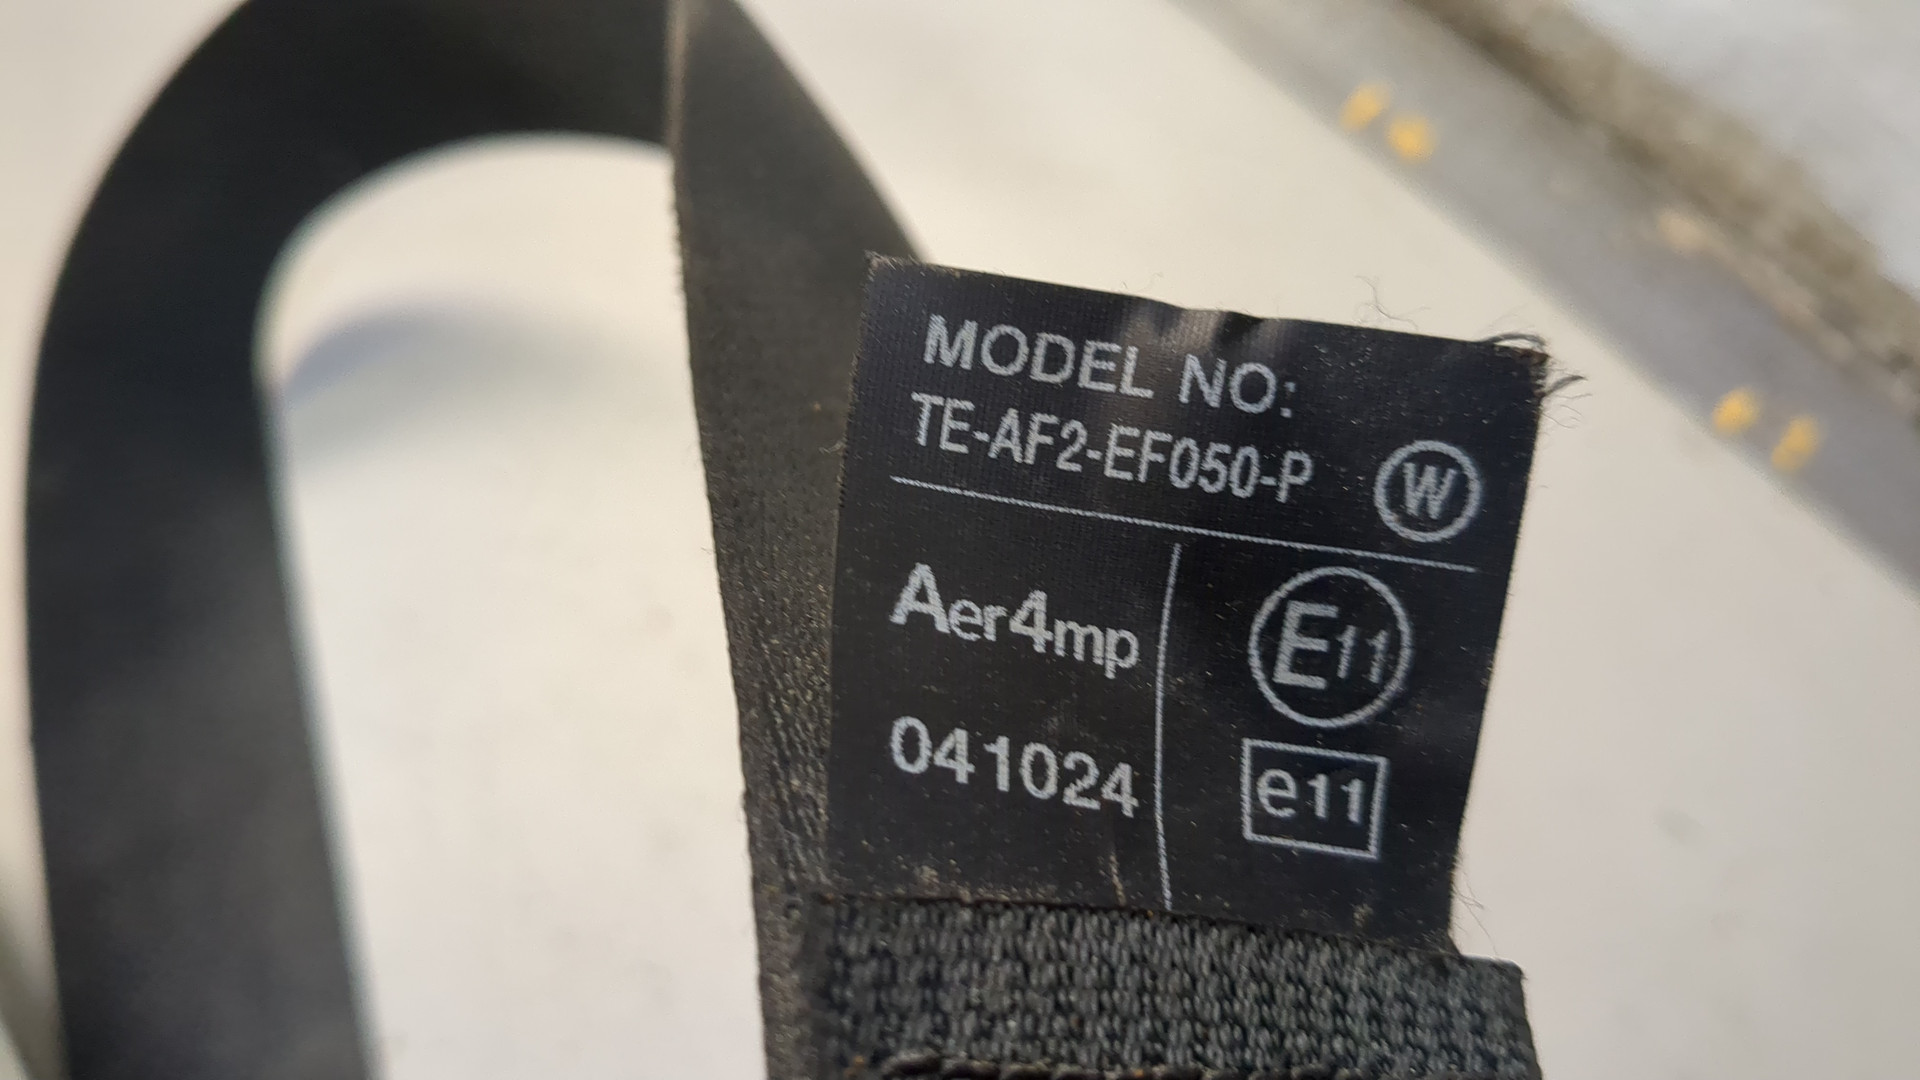 MODEL NO:
TE-AF2-EF050-P
W
Aer4mp
E11
041024
e11